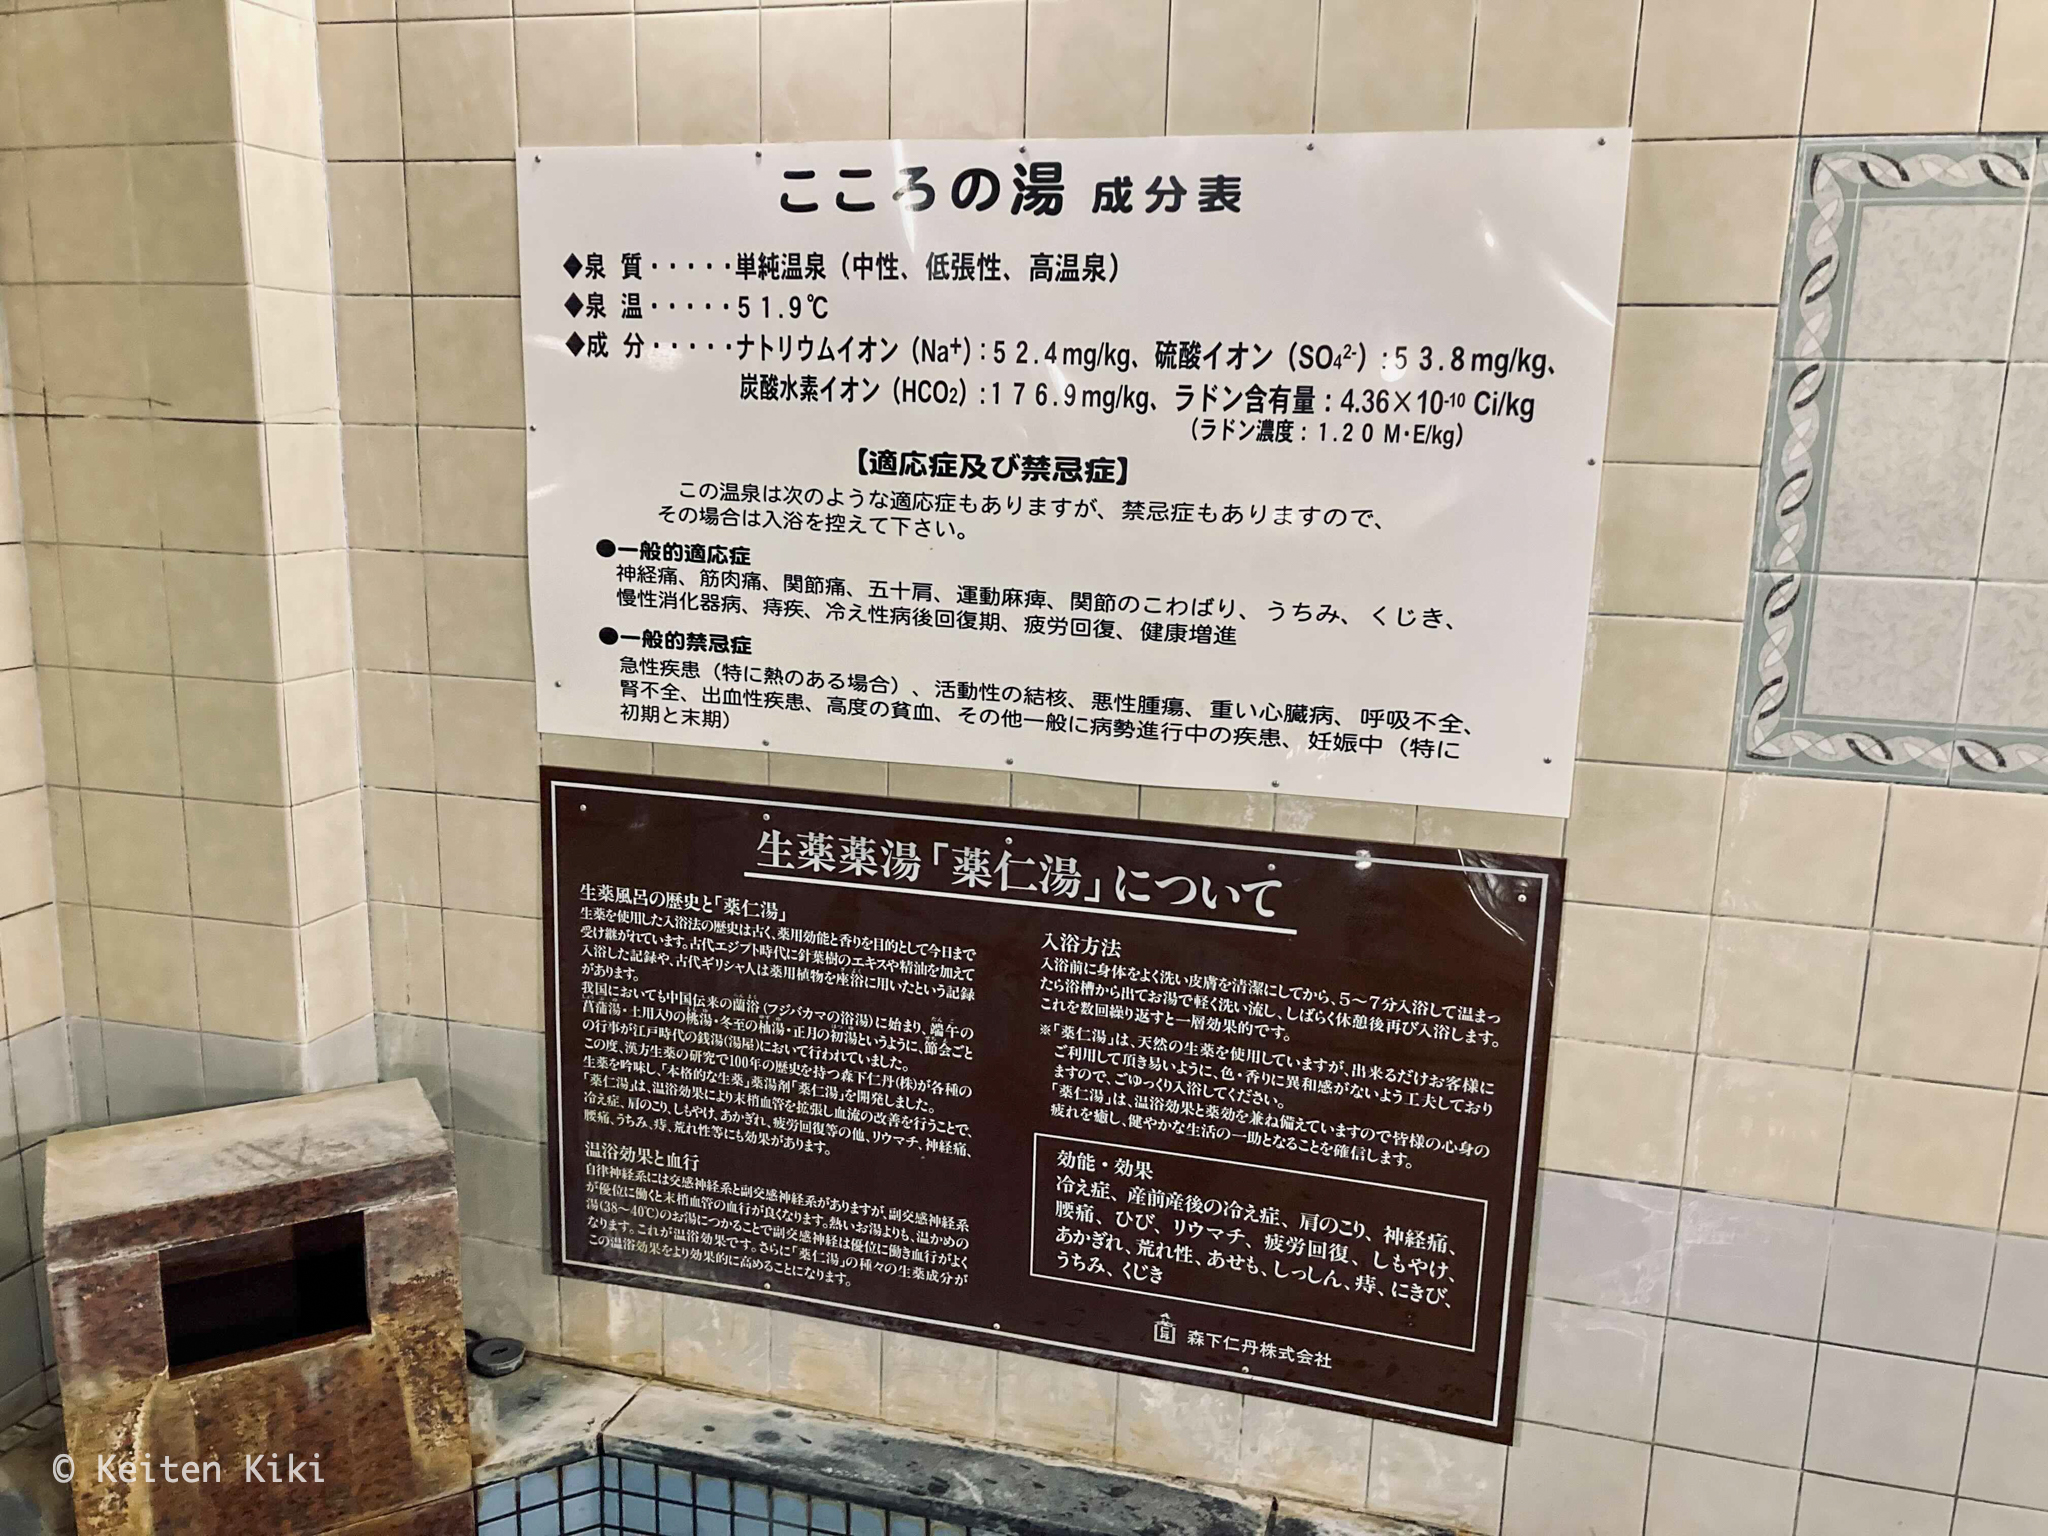 こころの湯 成分表
◆泉 質・・・・・単純温泉（中性、低張性、高温泉）
◆泉 温・・・・・51.9℃
◆成 分・・・・・ナトリウムイオン（Na⁺）:52.4mg/kg、硫酸イオン（SO₄²⁻）:53.8mg/kg、
炭酸水素イオン（HCO₂）:176.9mg/kg、ラドン含有量：4.36×10⁻¹⁰ Ci/kg
（ラドン濃度：1.20 M･E/kg）
【適応症及び禁忌症】
この温泉は次のような適応症もありますが、禁忌症もありますので、
その場合は入浴を控えて下さい。
●一般的適応症
神経痛、筋肉痛、関節痛、五十肩、運動麻痺、関節のこわばり、うちみ、くじき、
慢性消化器病、痔疾、冷え性病後回復期、疲労回復、健康増進
●一般的禁忌症
急性疾患（特に熱のある場合）、活動性の結核、悪性腫瘍、重い心臓病、呼吸不全、
腎不全、出血性疾患、高度の貧血、その他一般に病勢進行中の疾患、妊娠中（特に
初期と末期）
生薬薬湯「薬仁湯」について
生薬風呂の歴史と「薬仁湯」
生薬を使用した入浴法の歴史は古く、薬用効能と香りを目的として今日まで
受け継がれています。古代エジプト時代に針葉樹のエキスや精油を加えて
入浴した記録や、古代ギリシャ人は薬用植物を座浴に用いたという記録
があります。
我国においても中国伝来の蘭浴（フジバカマの浴湯）に始まり、端午の
菖蒲湯・土用入りの桃湯・冬至の柚湯・正月の初湯というように、節会ごと
の行事が江戸時代の銭湯(湯屋)において行われていました。
この度、漢方生薬の研究で100年の歴史を持つ森下仁丹(株)が各種の
生薬を吟味し、「本格的な生薬」薬湯剤「薬仁湯」を開発しました。
「薬仁湯」は、温浴効果により末梢血管を拡張し血流の改善を行うことで、
冷え症、肩のこり、しもやけ、あかぎれ、疲労回復等の他、リウマチ、神経痛、
腰痛、うちみ、痔、荒れ性等にも効果があります。
温浴効果と血行
自律神経系には交感神経系と副交感神経系がありますが、副交感神経系
が優位に働くと末梢血管の血行が良くなります。熱いお湯よりも、温かめの
湯(38〜40℃)のお湯につかることで副交感神経は優位に働き血行がよく
なります。これが温浴効果です。さらに「薬仁湯」の種々の生薬成分が
この温浴効果をより効果的に高めることになります。
入浴方法
入浴前に身体をよく洗い皮膚を清潔にしてから、5〜7分入浴して温まっ
たら浴槽から出てお湯で軽く洗い流し、しばらく休憩後再び入浴します。
これを数回繰り返すと一層効果的です。
※「薬仁湯」は、天然の生薬を使用していますが、出来るだけお客様に
ご利用して頂き易いように、色・香りに異和感がないよう工夫しており
ますので、ごゆっくり入浴してください。
「薬仁湯」は、温浴効果と薬効を兼ね備えていますので皆様の心身の
疲れを癒し、健やかな生活の一助となることを確信します。
効能・効果
冷え症、産前産後の冷え症、肩のこり、神経痛、
腰痛、ひび、リウマチ、疲労回復、しもやけ、
あかぎれ、荒れ性、あせも、しっしん、痔、にきび、
うちみ、くじき
森下仁丹株式会社
© Keiten Kiki